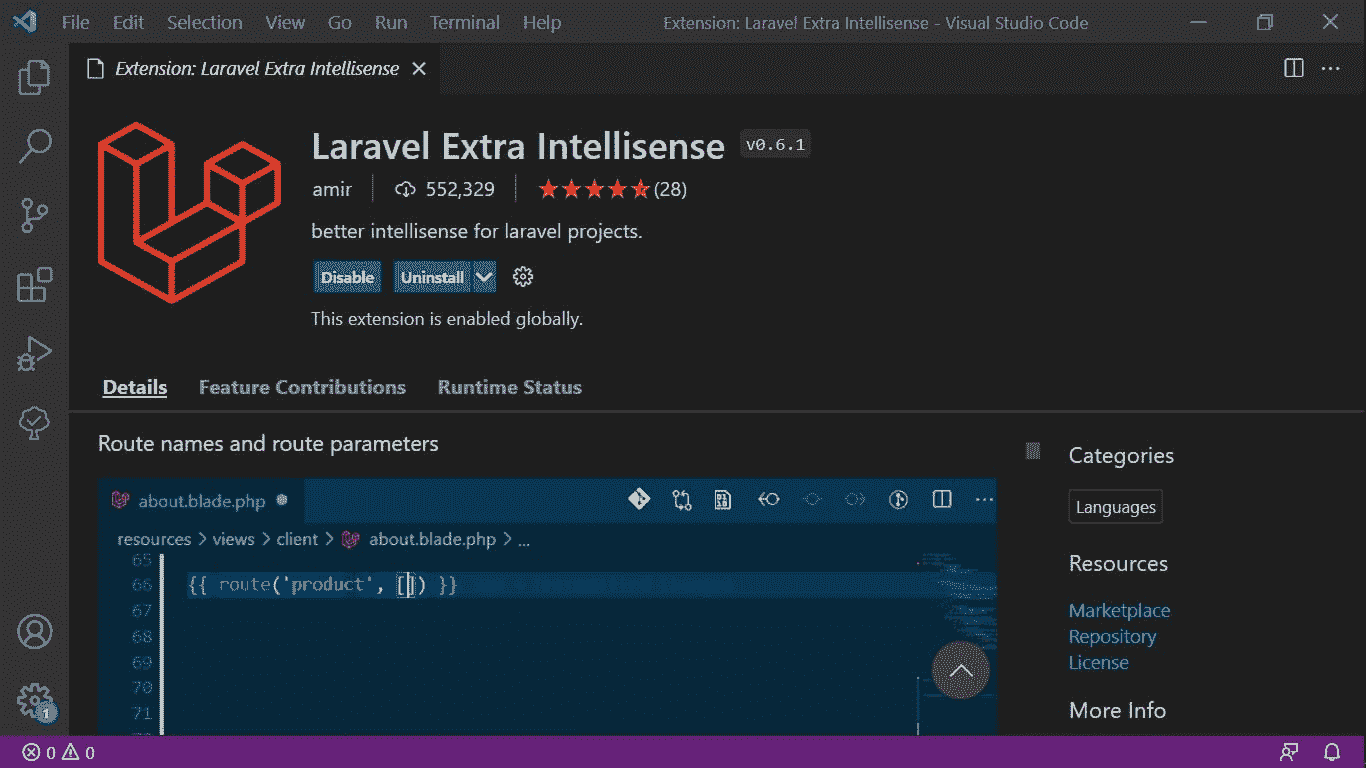 File Edit Selection View Go Run Terminal Help Extension: Laravel Extra Intellisense - Visual Studio Code
Extension: Laravel Extra Intellisense
Laravel Extra Intellisense v0.6.1
amir 552,329 (28)
better intellisense for laravel projects.
Disable Uninstall
This extension is enabled globally.
Details Feature Contributions Runtime Status
Route names and route parameters
Categories
Languages
Resources
Marketplace
Repository
License
More Info
about.blade.php
resources > views > client > about.blade.php > ...
65
66 {{ route('product', []) }}
67
68
69
70
71
1
0 0